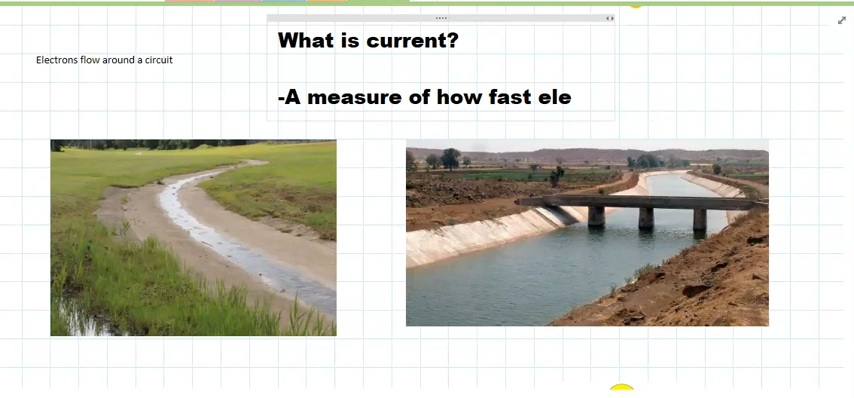 What is current?
Electrons flow around a circuit
-A measure of how fast ele